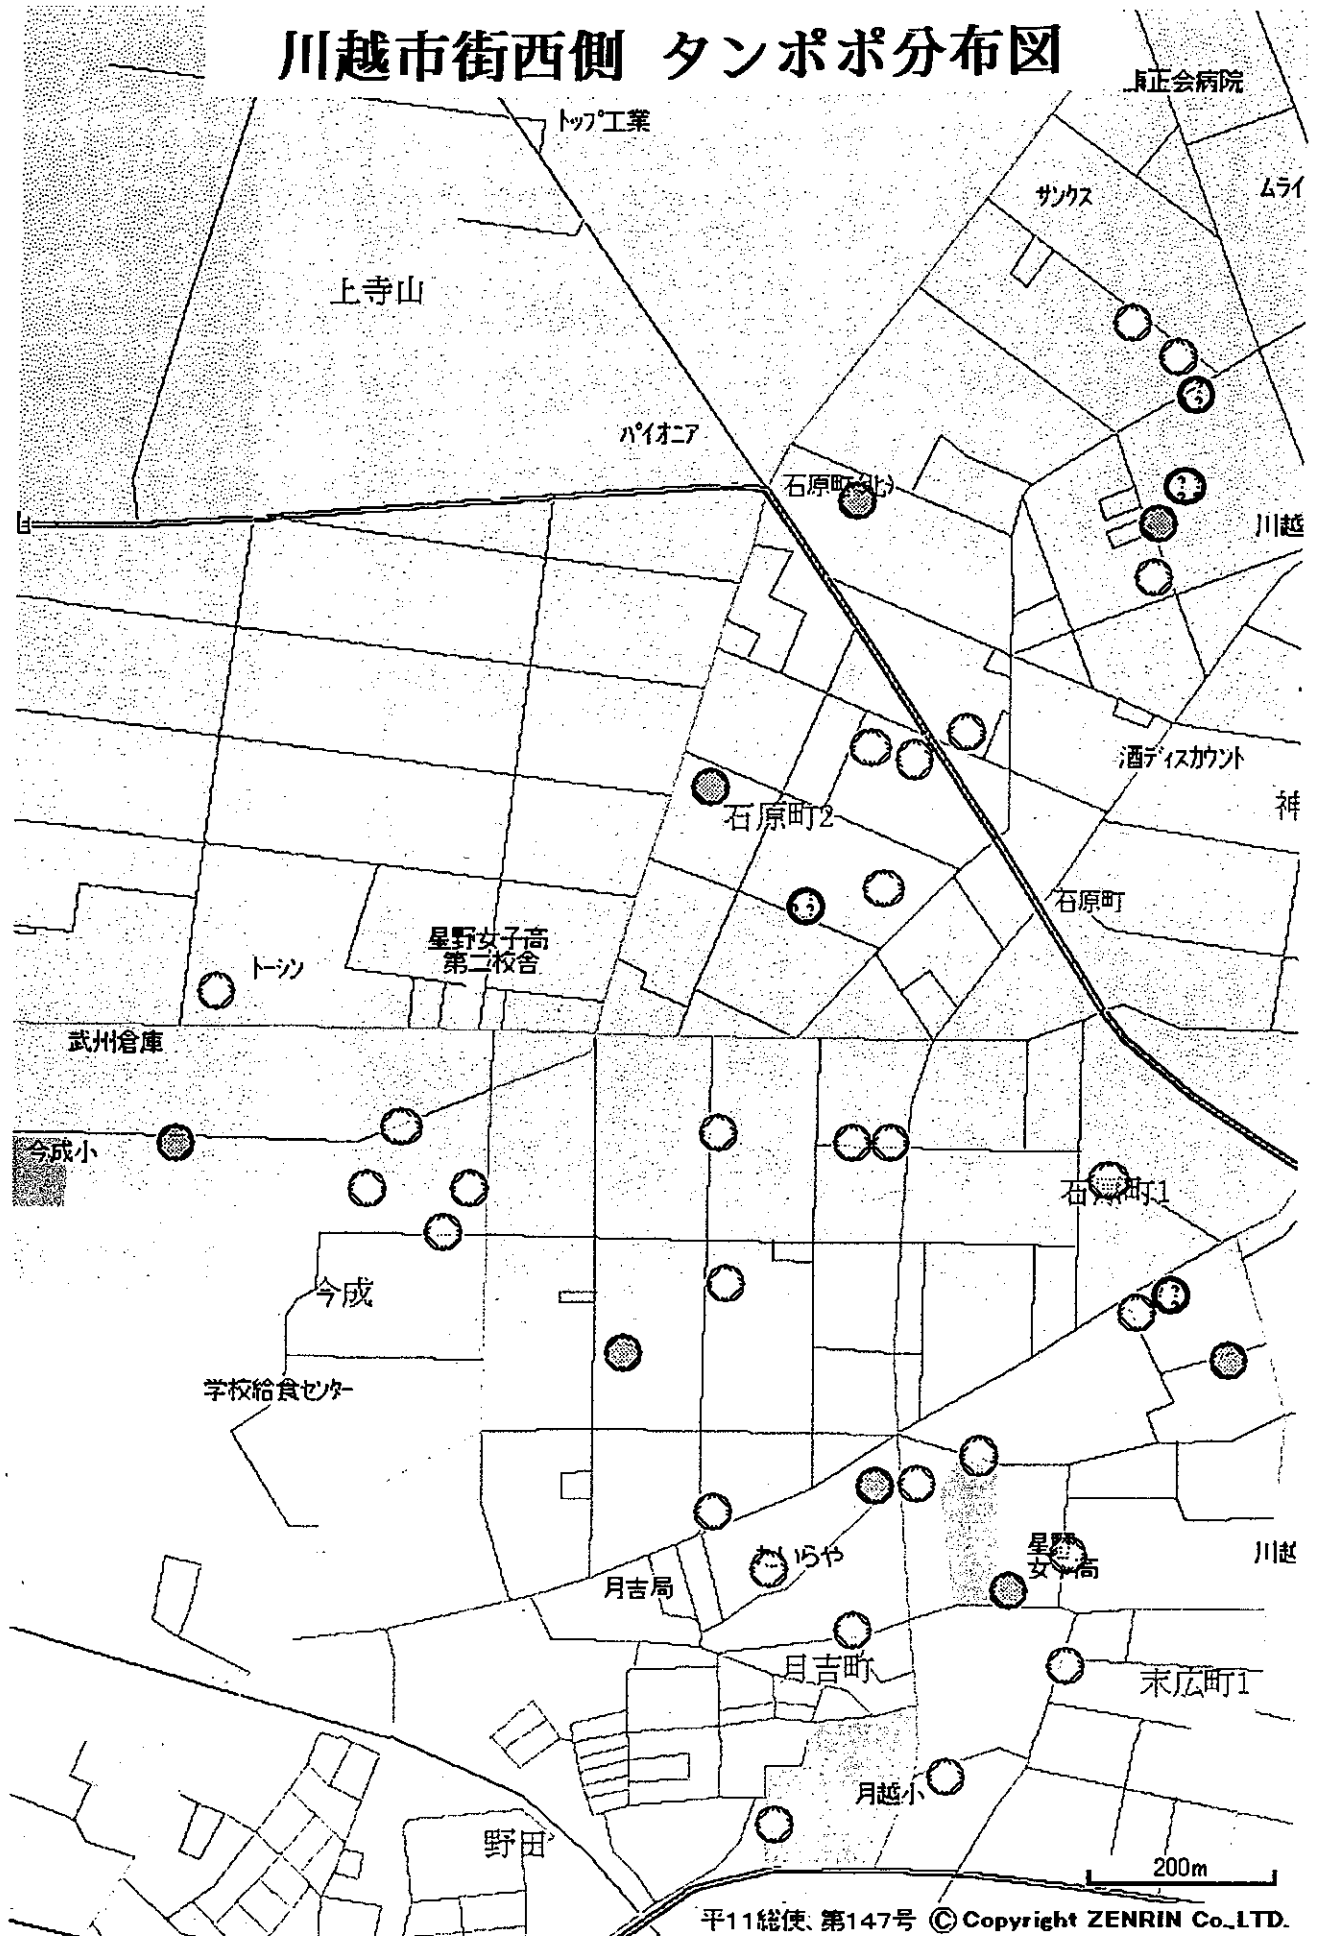 川越市街西側 タンポポ分布図
康正会病院
トップ工業
サンクス
ムライ
上寺山
パイオニア
石原町(北)
川越
酒ディスカウント
石原町2
神
石原町
星野女子高
第二校舎
トーシン
武州倉庫
今成小
石原町1
今成
学校給食センター
星野
女子高
川越
いらや
月吉局
月吉町
末広町1
月越小
野田
200m
平11総使、第147号 ©Copyright ZENRIN Co.,LTD.